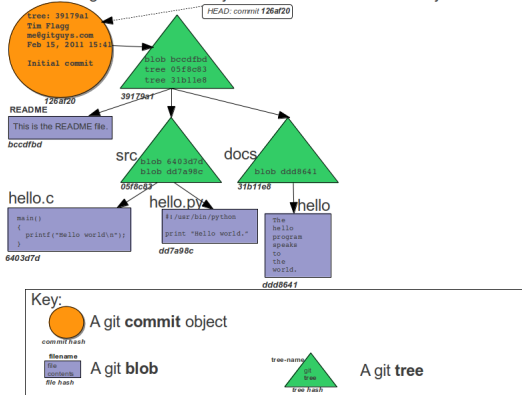 tree: 39179a1
Tim Flagg
me@gitguys.com
Feb 15, 2011 15:41
Initial commit
126af20
HEAD: commit 126af20
blob bccdfbd
tree 05f8c83
tree 31b11e8
39179a1
README
This is the README file.
bccdfbd
src
blob 6403d7d
blob dd7a98c
05f8c83
docs
blob ddd8641
31b11e8
hello.c
main()
{
printf("Hello world\n");
}
6403d7d
hello.py
#:/usr/bin/python
print "Hello world."
dd7a98c
hello
The
hello
program
speaks
to
the
world.
ddd8641
Key:
A git commit object
commit hash
filename
file
contents
file hash
A git blob
tree-name
git
tree
tree hash
A git tree